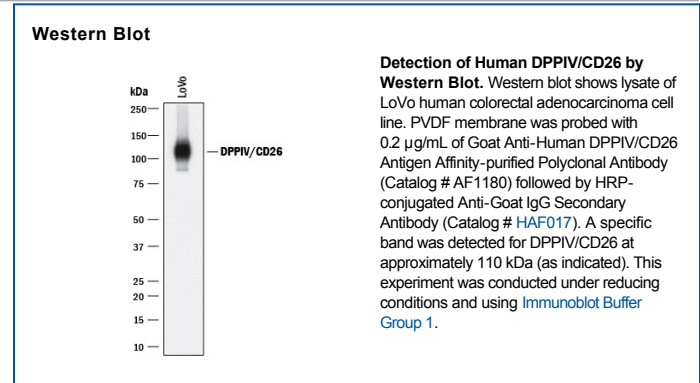 Western Blot
kDa
LoVo
250
150
100
75
50
37
25
20
15
10
DPPIV/CD26
Detection of Human DPPIV/CD26 by
Western Blot. Western blot shows lysate of
LoVo human colorectal adenocarcinoma cell
line. PVDF membrane was probed with
0.2 µg/mL of Goat Anti-Human DPPIV/CD26
Antigen Affinity-purified Polyclonal Antibody
(Catalog # AF1180) followed by HRP-
conjugated Anti-Goat IgG Secondary
Antibody (Catalog # HAF017). A specific
band was detected for DPPIV/CD26 at
approximately 110 kDa (as indicated). This
experiment was conducted under reducing
conditions and using Immunoblot Buffer
Group 1.